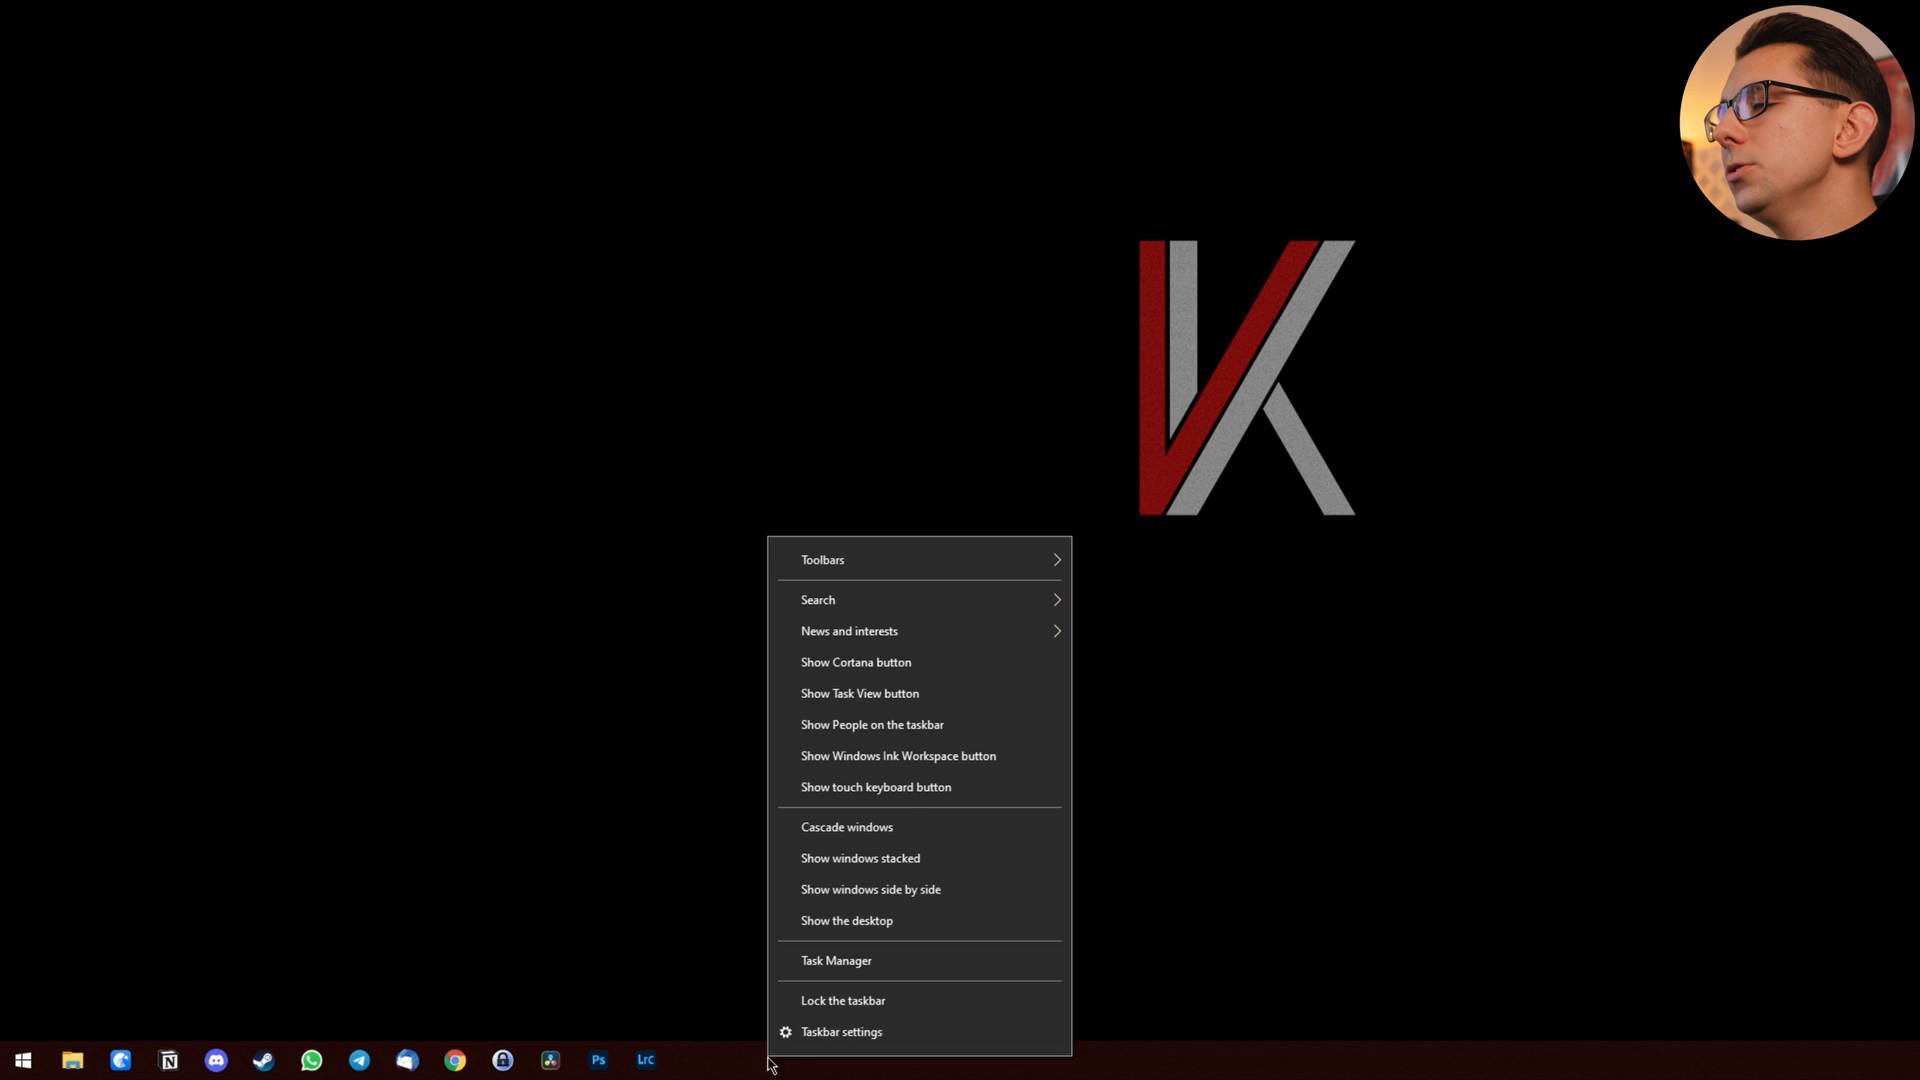 VK
Toolbars
Search
News and interests
Show Cortana button
Show Task View button
Show People on the taskbar
Show Windows Ink Workspace button
Show touch keyboard button
Cascade windows
Show windows stacked
Show windows side by side
Show the desktop
Task Manager
Lock the taskbar
Taskbar settings
N
Ps
Lrc